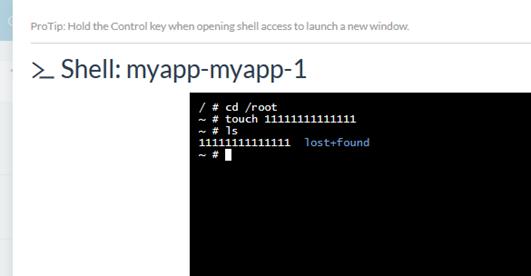 ProTip: Hold the Control key when opening shell access to launch a new window.
>_ Shell: myapp-myapp-1
/ # cd /root
~ # touch 11111111111111
~ # ls
11111111111111  lost+found
~ #